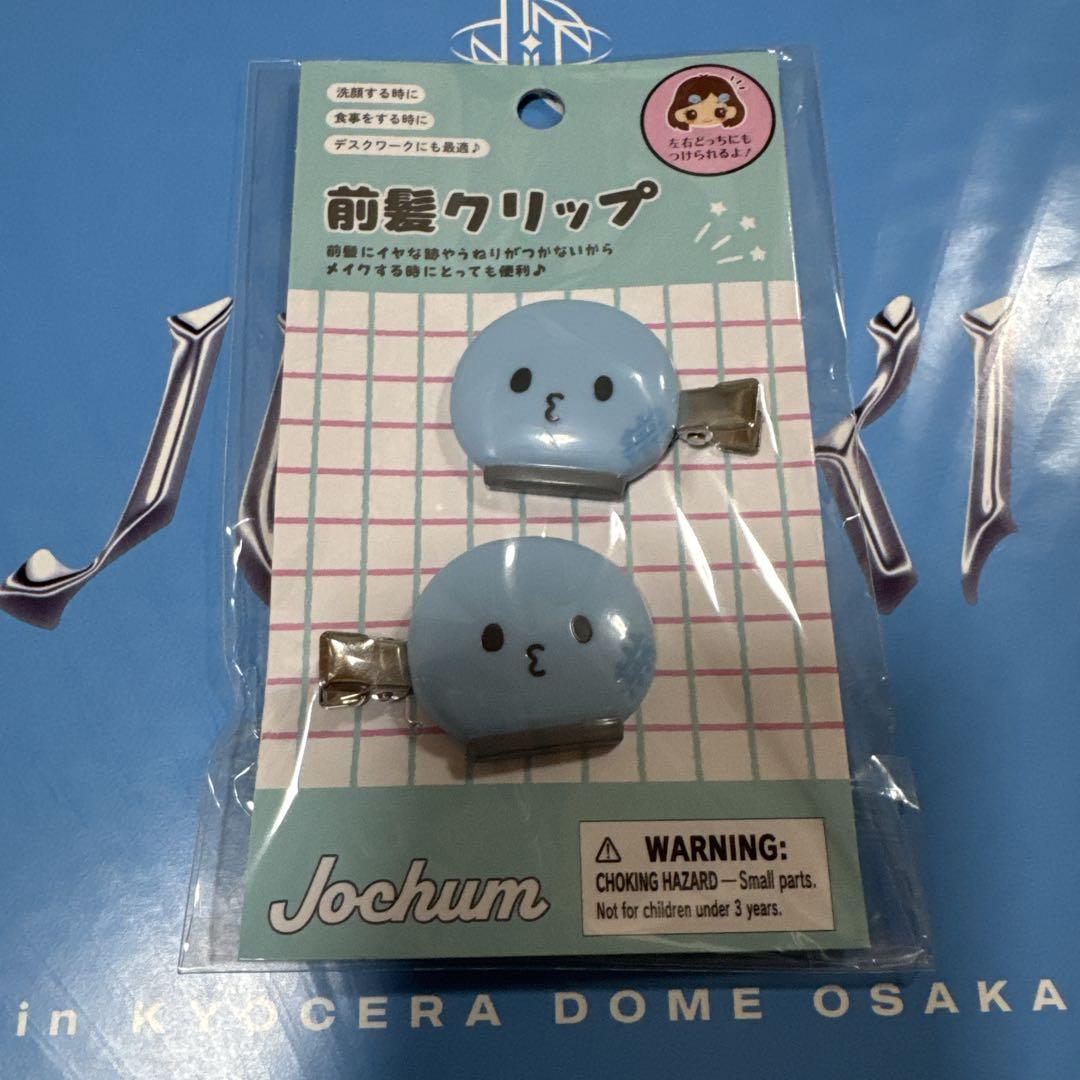 洗顔する時に
食事をする時に
デスクワークにも最適♪
左右どっちにも
つけられるよ!
前髪クリップ
前髪にイヤな跡やうねりがつかないから
メイクする時にとっても便利♪
Jochum
WARNING:
CHOKING HAZARD — Small parts.
Not for children under 3 years.
in KYOCERA DOME OSAKA